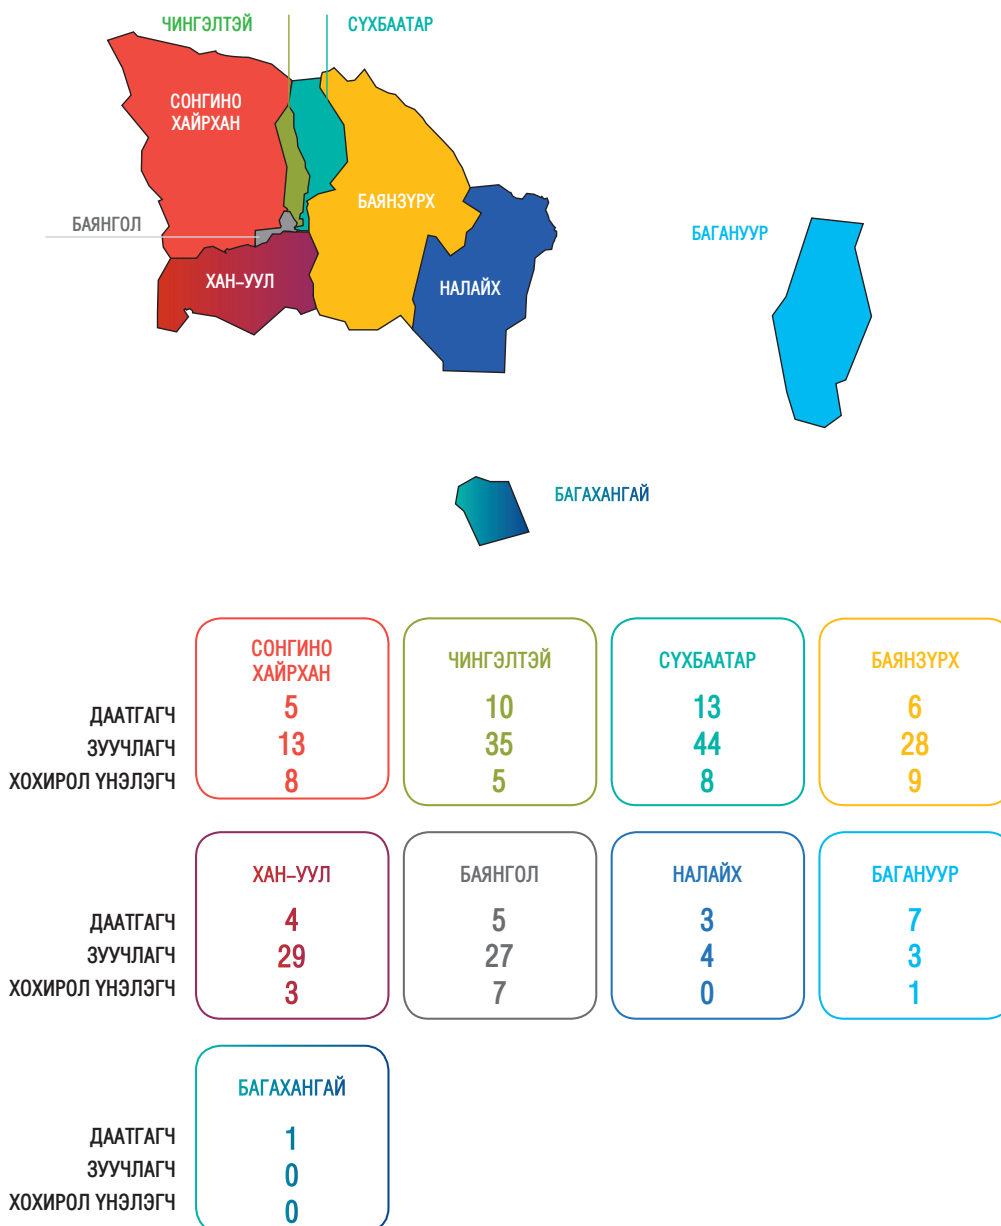 ЧИНГЭЛТЭЙ
СҮХБААТАР
СОНГИНО
ХАЙРХАН
БАЯНЗҮРХ
БАЯНГОЛ
БАГАНУУР
ХАН–УУЛ
НАЛАЙХ
БАГАХАНГАЙ
СОНГИНО
ХАЙРХАН
ЧИНГЭЛТЭЙ
СҮХБААТАР
БАЯНЗҮРХ
ДААТГАГЧ 5 10 13 6
ЗУУЧЛАГЧ 13 35 44 28
ХОХИРОЛ ҮНЭЛЭГЧ 8 5 8 9
ХАН–УУЛ БАЯНГОЛ НАЛАЙХ БАГАНУУР
ДААТГАГЧ 4 5 3 7
ЗУУЧЛАГЧ 29 27 4 3
ХОХИРОЛ ҮНЭЛЭГЧ 3 7 0 1
БАГАХАНГАЙ
ДААТГАГЧ 1
ЗУУЧЛАГЧ 0
ХОХИРОЛ ҮНЭЛЭГЧ 0